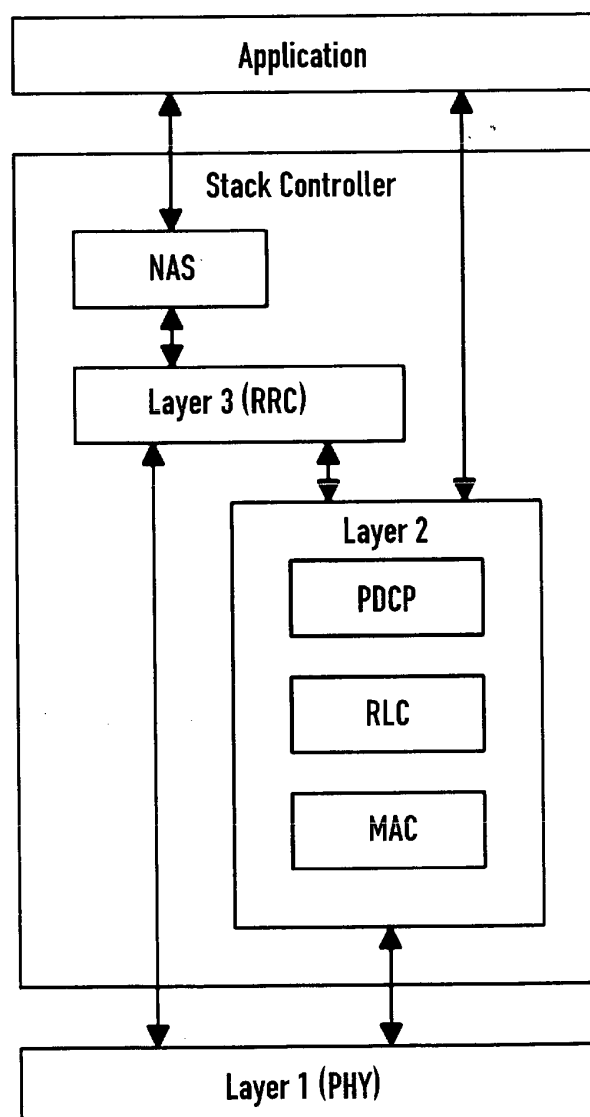 Application
Stack Controller
NAS
Layer 3 (RRC)
Layer 2
PDCP
RLC
MAC
Layer 1 (PHY)